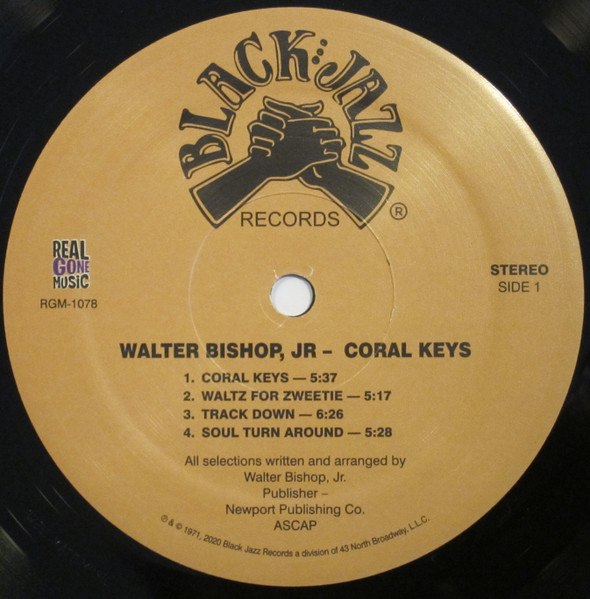 BLACK JAZZ
RECORDS ®
REAL
GONE
MUSIC
RGM-1078
STEREO
SIDE 1
WALTER BISHOP, JR – CORAL KEYS
1. CORAL KEYS — 5:37
2. WALTZ FOR ZWEETIE — 5:17
3. TRACK DOWN — 6:26
4. SOUL TURN AROUND — 5:28
All selections written and arranged by
Walter Bishop, Jr.
Publisher –
Newport Publishing Co.
ASCAP
℗ & © 1971, 2020 Black Jazz Records a division of 43 North Broadway, L.L.C.